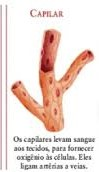 CAPILAR
Os capilares levam sangue
aos tecidos, para fornecer
oxigênio às células. Eles
ligam artérias a veias.